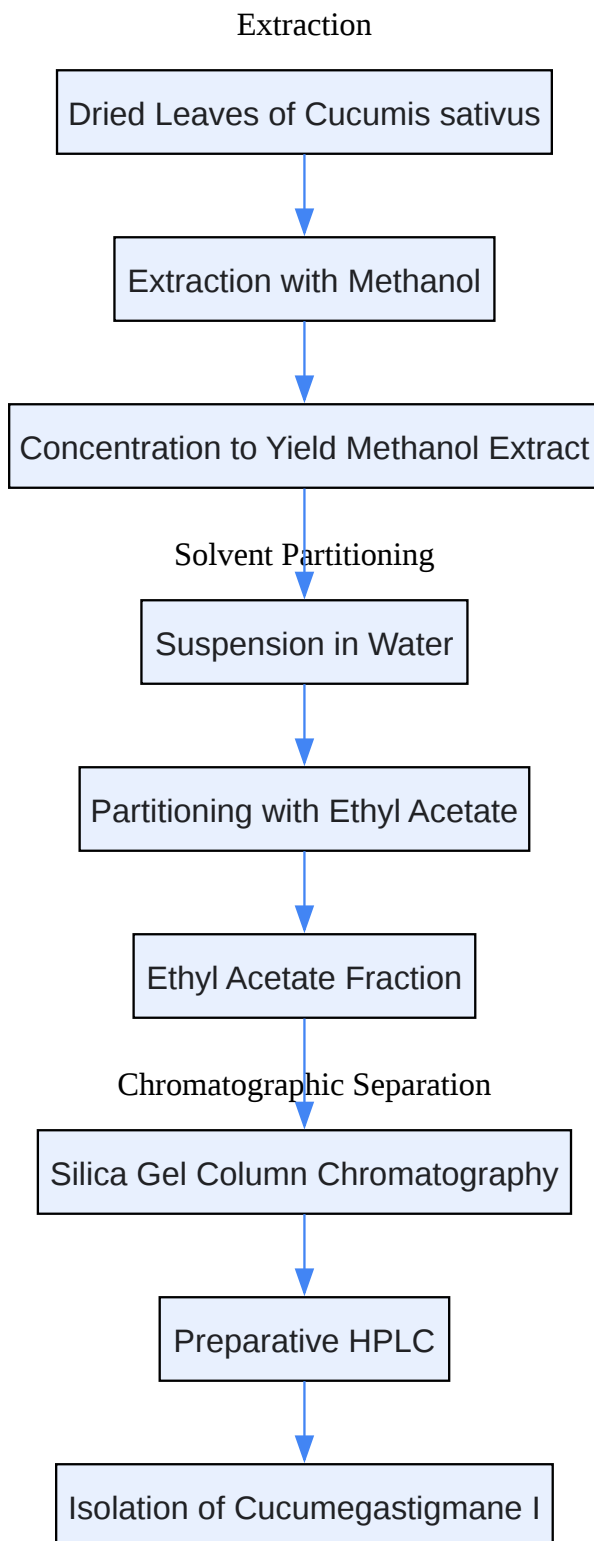 Extraction
Dried Leaves of Cucumis sativus
Extraction with Methanol
Concentration to Yield Methanol Extract
Solvent Partitioning
Suspension in Water
Partitioning with Ethyl Acetate
Ethyl Acetate Fraction
Chromatographic Separation
Silica Gel Column Chromatography
Preparative HPLC
Isolation of Cucumegastigmane I